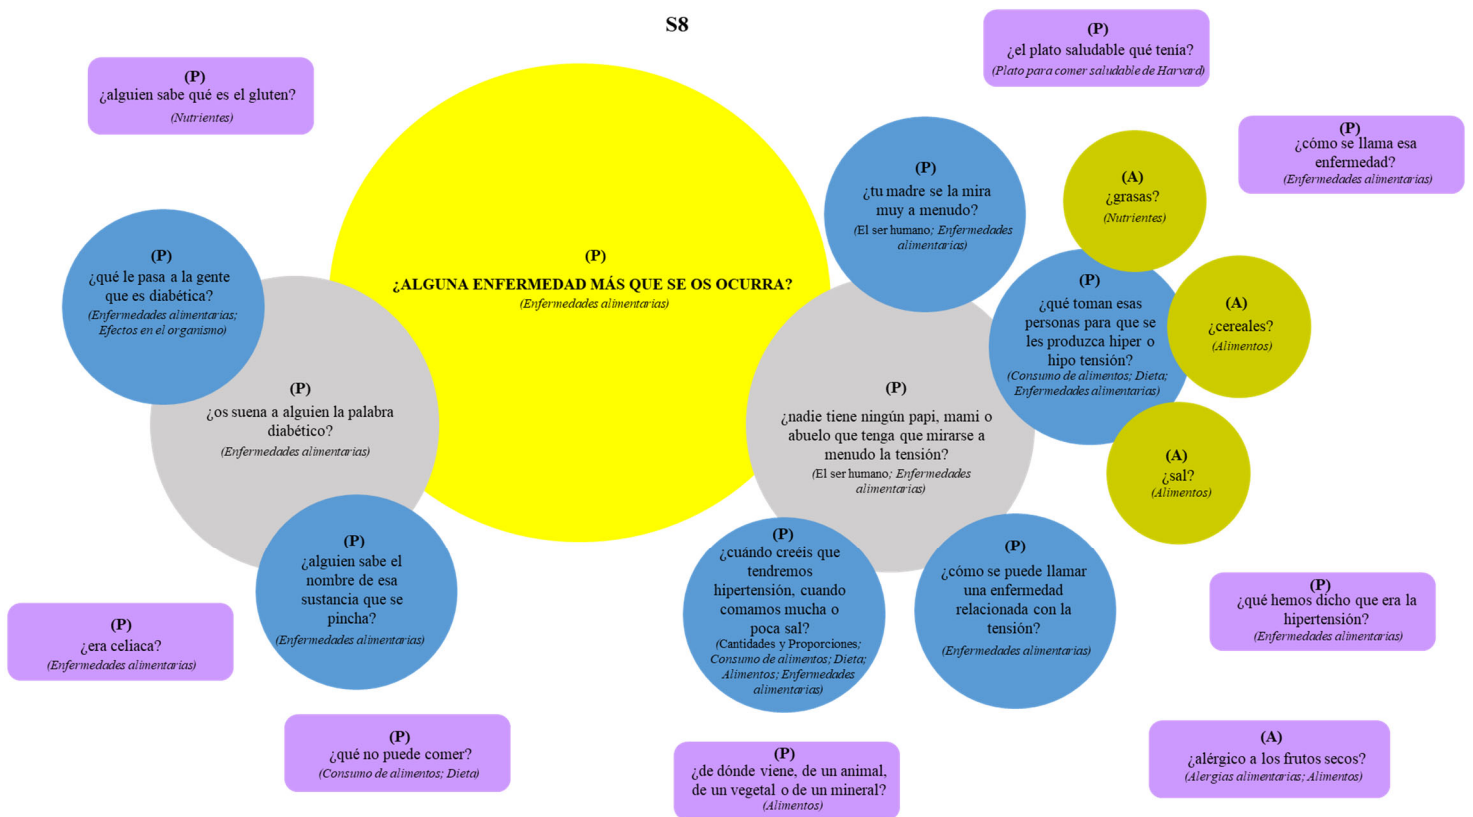 S8
(P)
¿alguien sabe qué es el gluten?
(Nutrientes)
(P)
¿el plato saludable qué tenía?
(Plato para comer saludable de Harvard)
(P)
¿cómo se llama esa
enfermedad?
(Enfermedades alimentarias)
(P)
¿ALGUNA ENFERMEDAD MÁS QUE SE OS OCURRA?
(Enfermedades alimentarias)
(P)
¿tu madre se la mira
muy a menudo?
(El ser humano; Enfermedades
alimentarias)
(A)
¿grasas?
(Nutrientes)
(P)
¿qué le pasa a la gente
que es diabética?
(Enfermedades alimentarias;
Efectos en el organismo)
(P)
¿qué toman esas
personas para que se
les produzca hiper o
hipo tensión?
(Consumo de alimentos; Dieta;
Enfermedades alimentarias)
(A)
¿cereales?
(Alimentos)
(P)
¿os suena a alguien la palabra
diabético?
(Enfermedades alimentarias)
(P)
¿nadie tiene ningún papi, mami o
abuelo que tenga que mirarse a
menudo la tensión?
(El ser humano; Enfermedades
alimentarias)
(A)
¿sal?
(Alimentos)
(P)
¿alguien sabe el
nombre de esa
sustancia que se
pincha?
(Enfermedades alimentarias)
(P)
¿cuándo creéis que
tendremos
hipertensión, cuando
comamos mucha o
poca sal?
(Cantidades y Proporciones;
Consumo de alimentos; Dieta;
Alimentos; Enfermedades
alimentarias)
(P)
¿cómo se puede llamar
una enfermedad
relacionada con la
tensión?
(Enfermedades alimentarias)
(P)
¿qué hemos dicho que era la
hipertensión?
(Enfermedades alimentarias)
(P)
¿era celíaca?
(Enfermedades alimentarias)
(P)
¿qué no puede comer?
(Consumo de alimentos; Dieta)
(P)
¿de dónde viene, de un animal,
de un vegetal o de un mineral?
(Alimentos)
(A)
¿alérgico a los frutos secos?
(Alergias alimentarias; Alimentos)